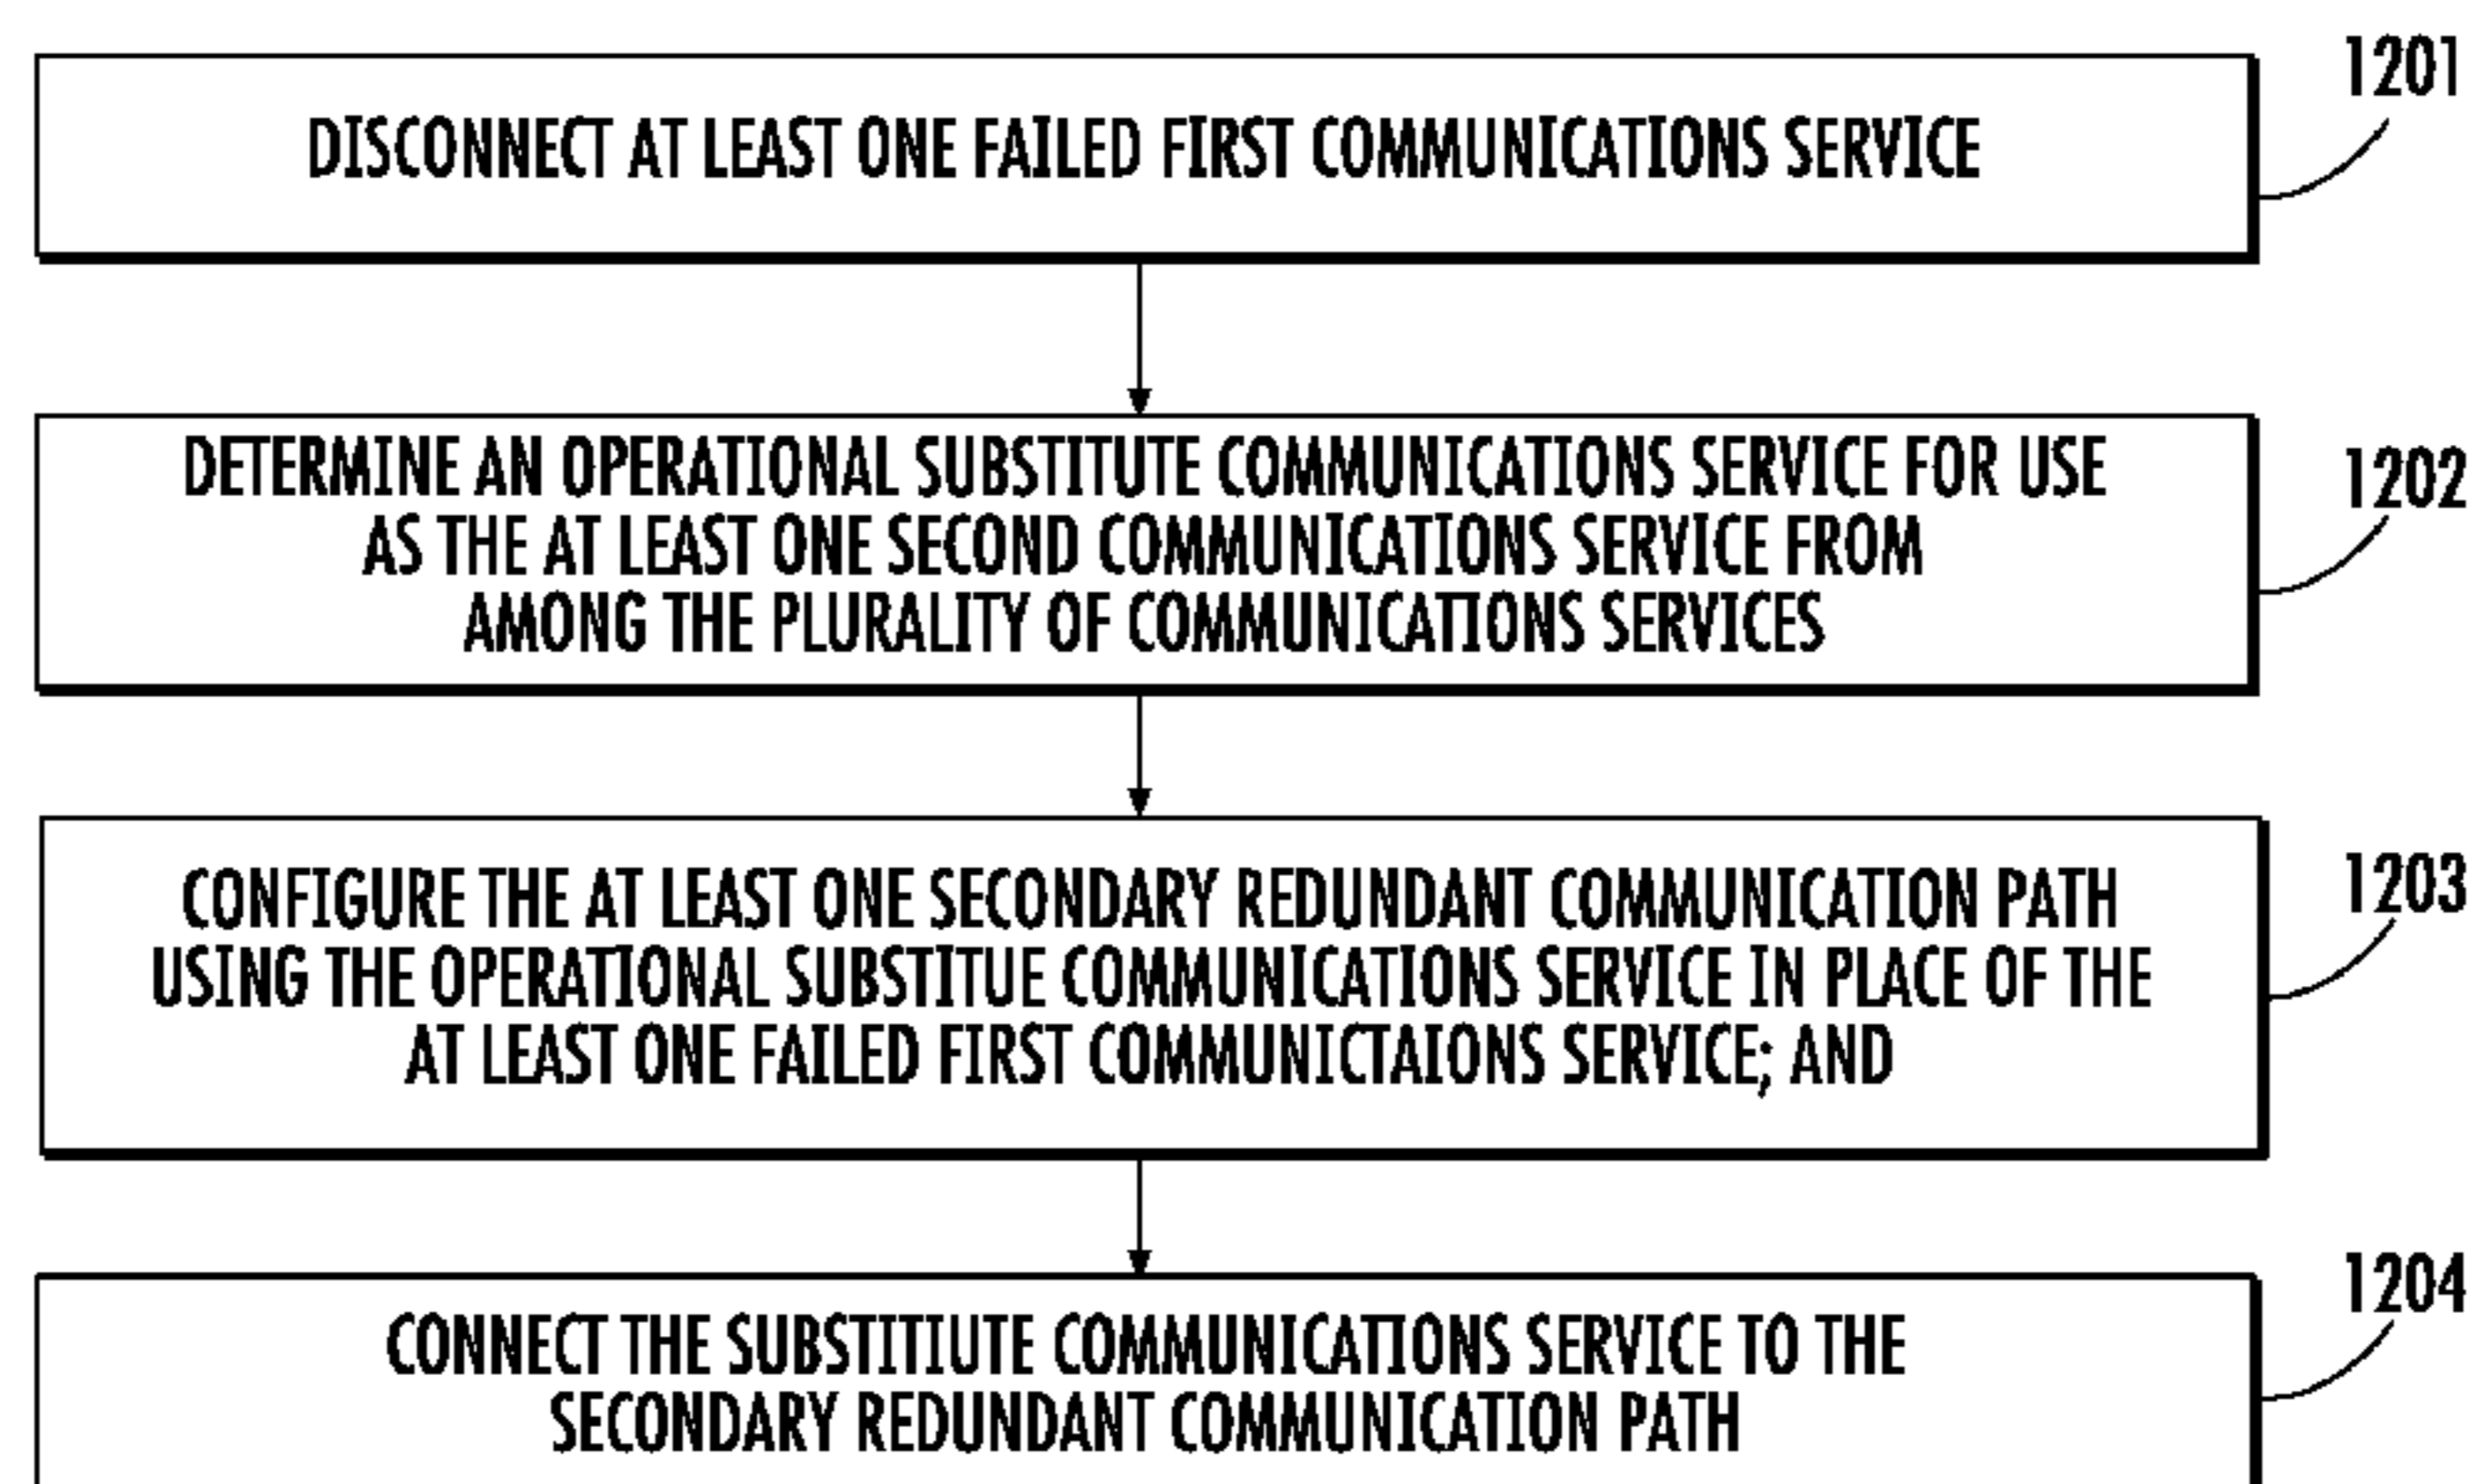 1201
DISCONNECT AT LEAST ONE FAILED FIRST COMMUNICATIONS SERVICE
1202
DETERMINE AN OPERATIONAL SUBSTITUTE COMMUNICATIONS SERVICE FOR USE
AS THE AT LEAST ONE SECOND COMMUNICATIONS SERVICE FROM
AMONG THE PLURALITY OF COMMUNICATIONS SERVICES
1203
CONFIGURE THE AT LEAST ONE SECONDARY REDUNDANT COMMUNICATION PATH
USING THE OPERATIONAL SUBSTITUE COMMUNICATIONS SERVICE IN PLACE OF THE
AT LEAST ONE FAILED FIRST COMMUNICTAIONS SERVICE; AND
1204
CONNECT THE SUBSTITIUTE COMMUNICATIONS SERVICE TO THE
SECONDARY REDUNDANT COMMUNICATION PATH